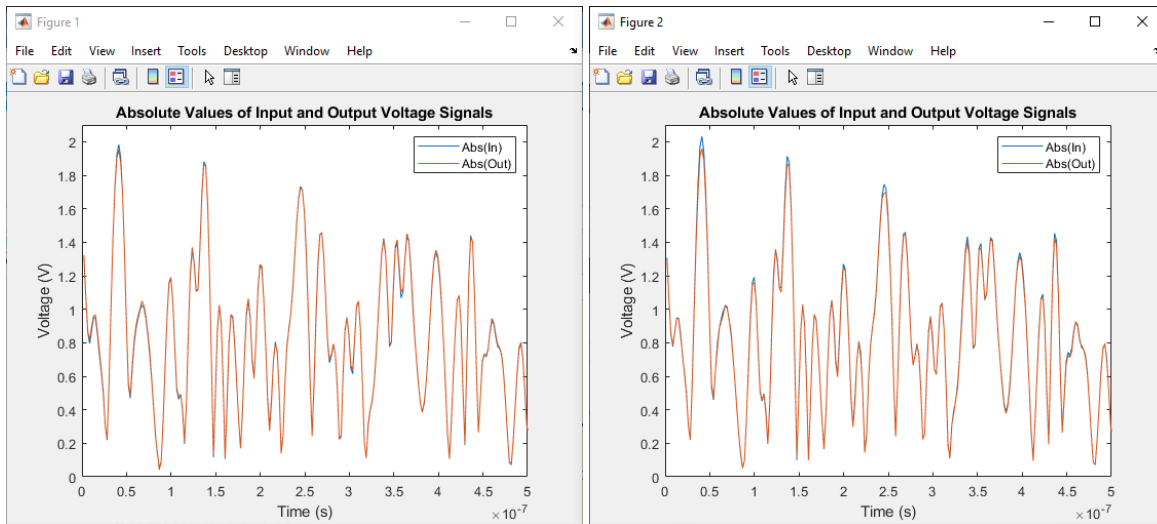 Figure 1
File Edit View Insert Tools Desktop Window Help
Absolute Values of Input and Output Voltage Signals
Abs(In)
Abs(Out)
Voltage (V)
2
1.8
1.6
1.4
1.2
1
0.8
0.6
0.4
0.2
0
0 0.5 1 1.5 2 2.5 3 3.5 4 4.5 5
Time (s)
×10-7
Figure 2
File Edit View Insert Tools Desktop Window Help
Absolute Values of Input and Output Voltage Signals
Abs(In)
Abs(Out)
Voltage (V)
2
1.8
1.6
1.4
1.2
1
0.8
0.6
0.4
0.2
0
0 0.5 1 1.5 2 2.5 3 3.5 4 4.5 5
Time (s)
×10-7